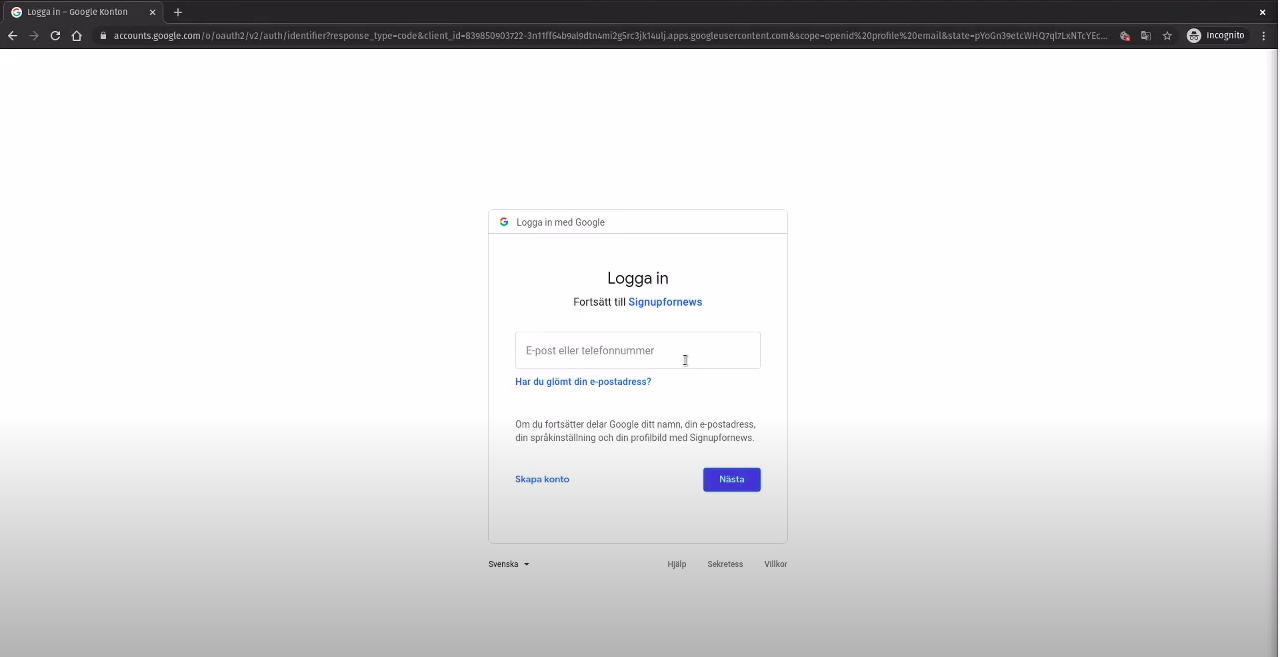 Logga in – Google Konton
accounts.google.com/o/oauth2/v2/auth/identifier?response_type=code&client_id=839850903722-3n11ff64b9al9dtn4mi2g5rc3jk14ulj.apps.googleusercontent.com&scope=openid%20profile%20email&state=pYoGn39etcWHQ7ql7LxNTcYEc...
Incognito
Logga in med Google
Logga in
Fortsätt till Signupfornews
E-post eller telefonnummer
Har du glömt din e-postadress?
Om du fortsätter delar Google ditt namn, din e-postadress,
din språkinställning och din profilbild med Signupfornews.
Skapa konto
Nästa
Svenska
Hjälp
Sekretess
Villkor